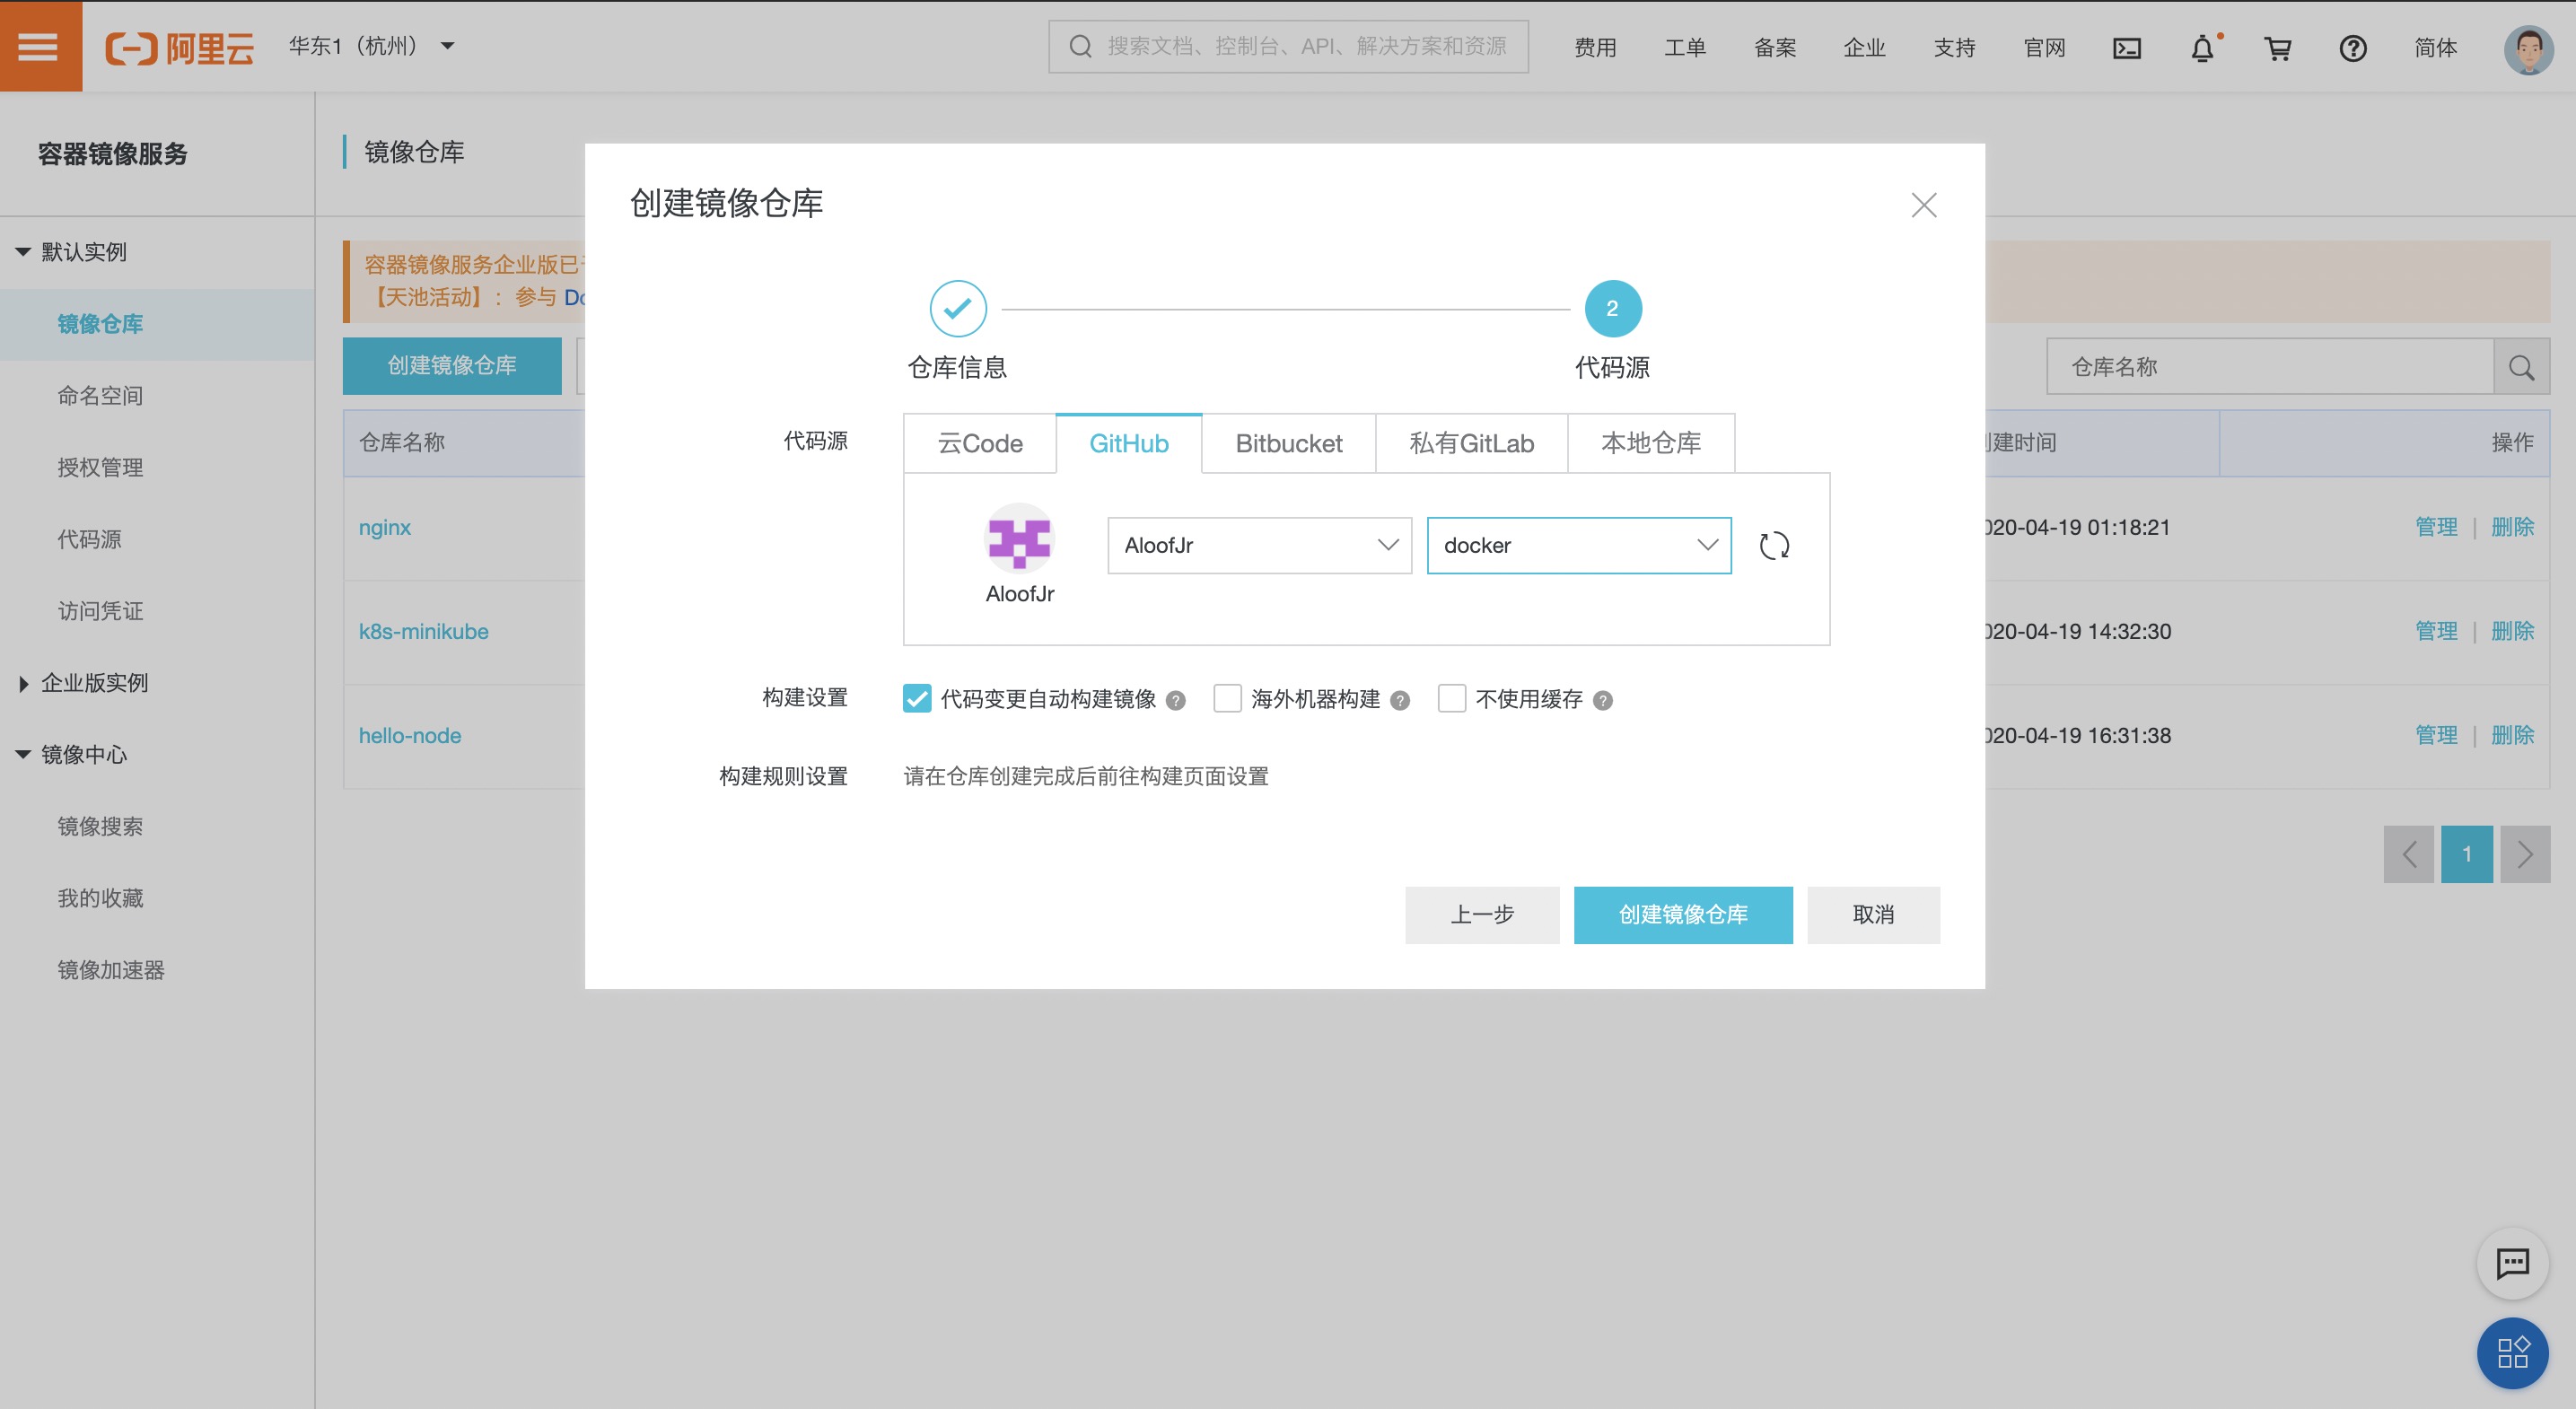 阿里云
华东1（杭州）
搜索文档、控制台、API、解决方案和资源
费用
工单
备案
企业
支持
官网
简体
容器镜像服务
默认实例
镜像仓库
命名空间
授权管理
代码源
访问凭证
企业版实例
镜像中心
镜像搜索
我的收藏
镜像加速器
镜像仓库
容器镜像服务企业版已
【天池活动】：参与 Do
创建镜像仓库
仓库名称
仓库名称
创建时间
操作
nginx
020-04-19 01:18:21
管理 | 删除
k8s-minikube
020-04-19 14:32:30
管理 | 删除
hello-node
020-04-19 16:31:38
管理 | 删除
1
创建镜像仓库
2
仓库信息
代码源
代码源
云Code
GitHub
Bitbucket
私有GitLab
本地仓库
AloofJr
docker
AloofJr
构建设置
代码变更自动构建镜像
海外机器构建
不使用缓存
构建规则设置
请在仓库创建完成后前往构建页面设置
上一步
创建镜像仓库
取消